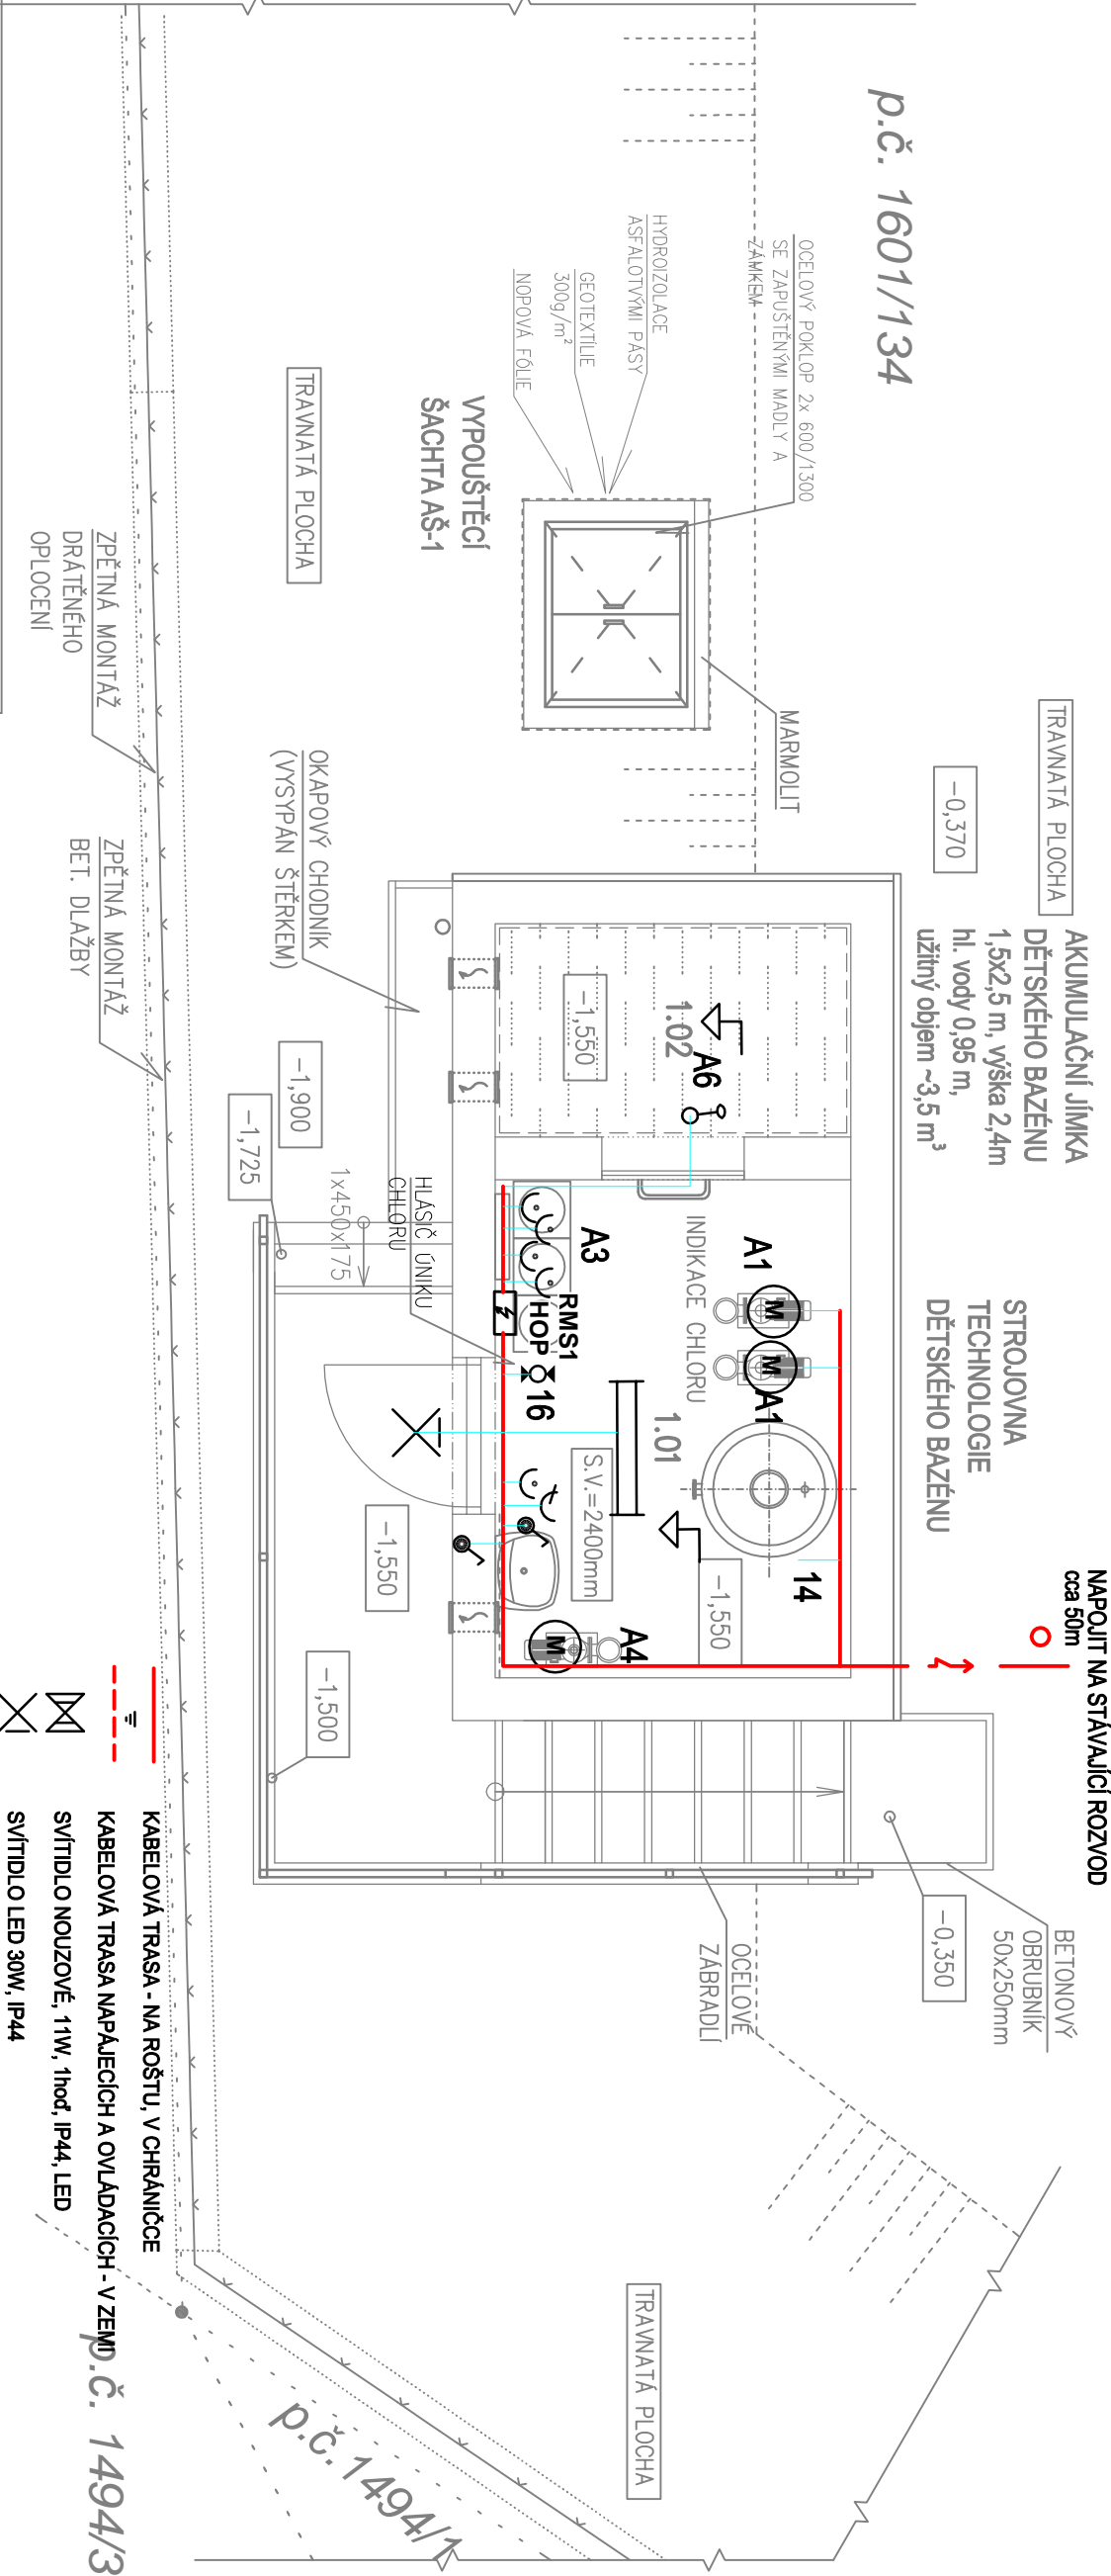 p.č. 1601/134
OCELOVÝ POKLOP 2x 600/1300
SE ZAPUŠTĚNÝMI MADLY A
ZÁMKEM
HYDROIZOLACE
ASFALOTVÝMI PÁSY
GEOTEXTÍLIE
300g/m²
NOPOVÁ FÓLIE
VYPOUŠTĚCÍ
ŠACHTA AŠ-1
TRAVNATÁ PLOCHA
ZPĚTNÁ MONTÁŽ
DRÁTĚNÉHO
OPLOCENÍ
MARMOLIT
TRAVNATÁ PLOCHA
-0,370
OKAPOVÝ CHODNÍK
(VYSYPÁN ŠTĚRKEM)
ZPĚTNÁ MONTÁŽ
BET. DLAŽBY
AKUMULAČNÍ JÍMKA
DĚTSKÉHO BAZÉNU
1,5x2,5 m, výška 2,4m
hl. vody 0,95 m,
užitný objem ~3,5 m³
1.02
A6
-1,550
-1,900
-1,725
1x450x175
HLÁSIČ ÚNIKU
CHLORU
STROJOVNA
TECHNOLOGIE
DĚTSKÉHO BAZÉNU
A1
M
M
A1
INDIKACE CHLORU
A3
RMS1
HOP
16
1.01
S.V.=2400mm
14
-1,550
A4
M
-1,550
-1,500
NAPOJIT NA STÁVAJÍCÍ ROZVOD
cca 50m
BETONOVÝ
OBRUBNÍK
50x250mm
-0,350
OCELOVÉ
ZÁBRADLÍ
KABELOVÁ TRASA - NA ROŠTU, V CHRÁNIČCE
KABELOVÁ TRASA NAPÁJECÍCH A OVLÁDACÍCH - V ZEMI
SVÍTIDLO NOUZOVÉ, 11W, 1hod, IP44, LED
SVÍTIDLO LED 30W, IP44
TRAVNATÁ PLOCHA
p.č. 1494/1
p.č. 1494/3